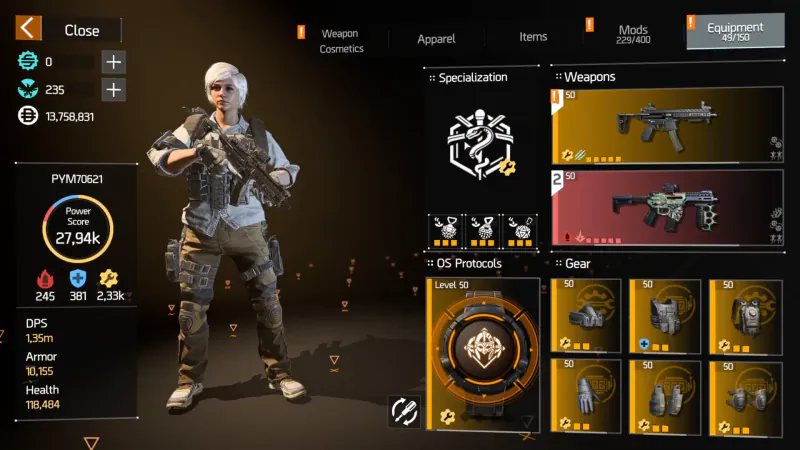 Close
Weapon
Cosmetics
Apparel
Items
Mods
229/400
Equipment
49/150
0
235
13,758,831
PYM70621
Power
Score
27,94k
245
381
2,33k
DPS
1,35m
Armor
10,155
Health
118,484
:: Specialization
:: Weapons
50
2
50
:: OS Protocols
Level 50
:: Gear
50
50
50
50
50
50